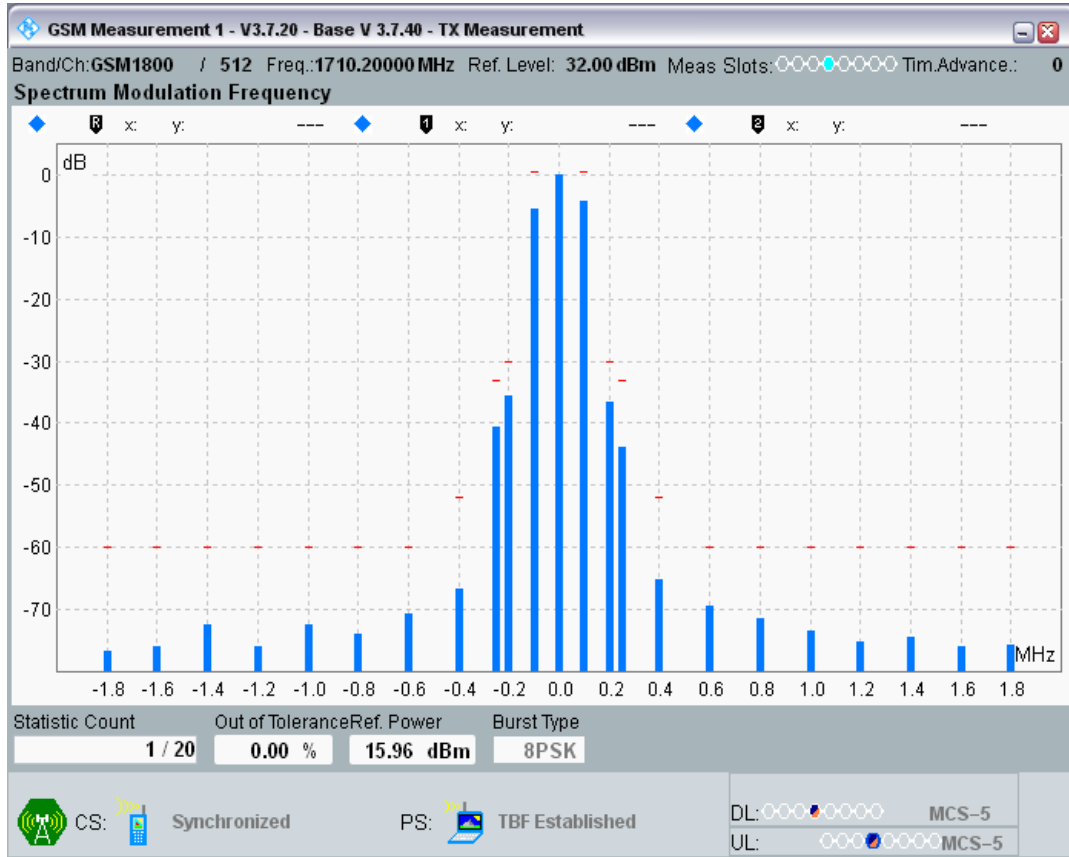 GSM Measurement 1 - V3.7.20 - Base V 3.7.40 - TX Measurement
Band/Ch:GSM1800 / 512 Freq.:1710.20000 MHz Ref. Level: 32.00 dBm Meas Slots: Tim.Advance.: 0
Spectrum Modulation Frequency
R x: y: --- 1 x: y: --- 2 x: y: ---
dB
0
-10
-20
-30
-40
-50
-60
-70
MHz
-1.8 -1.6 -1.4 -1.2 -1.0 -0.8 -0.6 -0.4 -0.2 0.0 0.2 0.4 0.6 0.8 1.0 1.2 1.4 1.6 1.8
Statistic Count Out of Tolerance Ref. Power Burst Type
1 / 20 0.00 % 15.96 dBm 8PSK
CS: Synchronized PS: TBF Established DL: MCS-5
UL: MCS-5